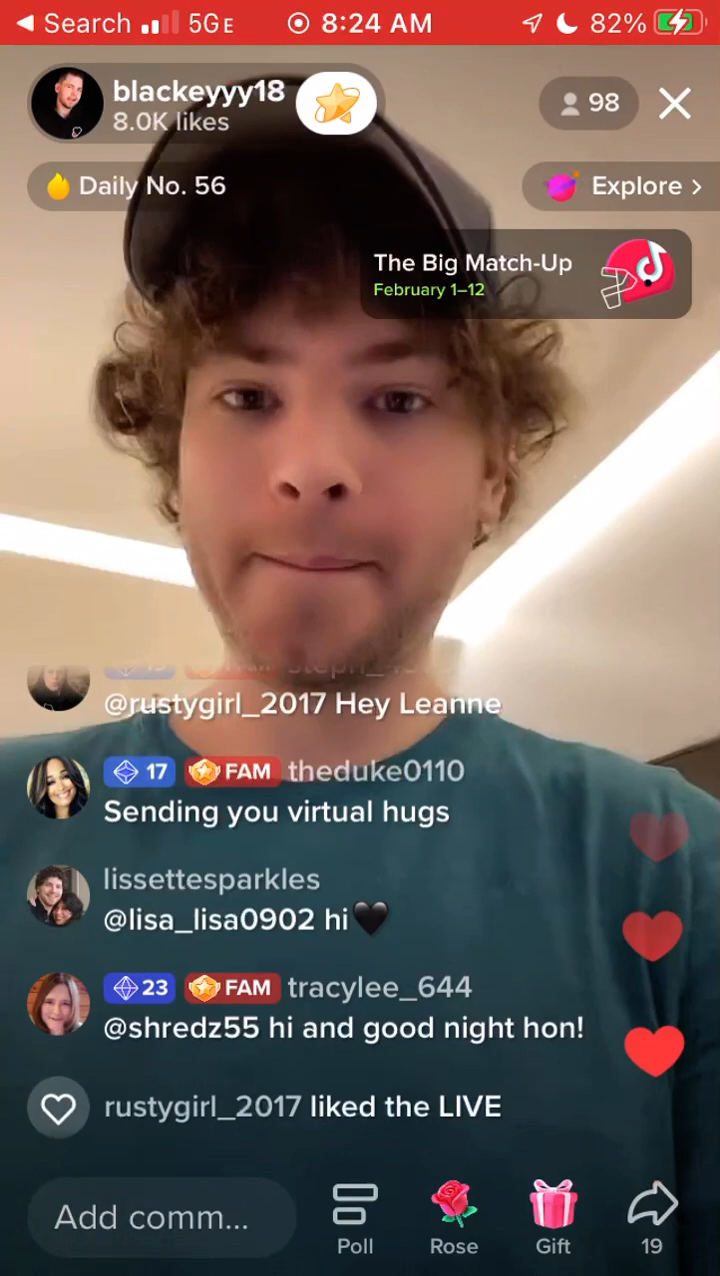 ◀ Search 5GE 8:24 AM 82%
blackeyyy18
8.0K likes
98
Daily No. 56
Explore >
The Big Match-Up
February 1–12
@rustygirl_2017 Hey Leanne
17 FAM theduke0110
Sending you virtual hugs
lissettesparkles
@lisa_lisa0902 hi🖤
23 FAM tracylee_644
@shredz55 hi and good night hon!
rustygirl_2017 liked the LIVE
Add comm...
Poll
Rose
Gift
19